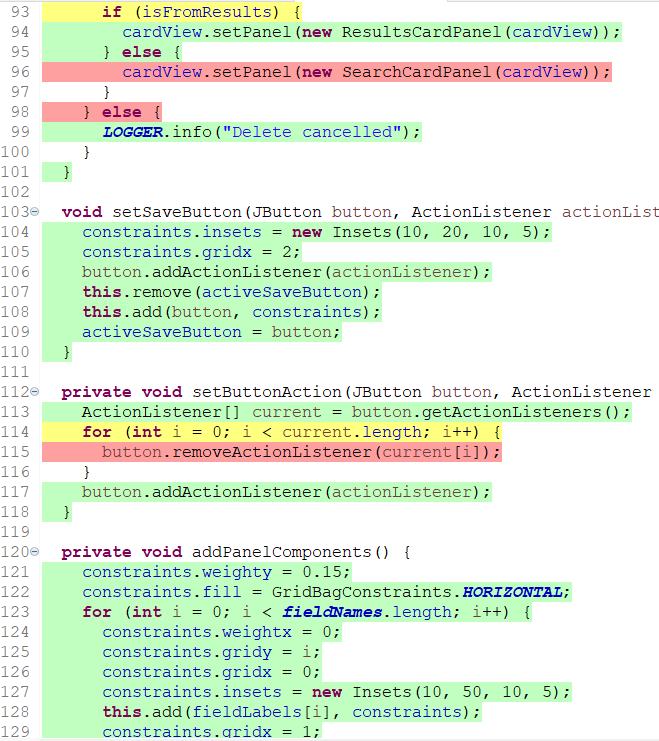 93 if (isFromResults) {
94 cardView.setPanel(new ResultsCardPanel(cardView));
95 } else {
96 cardView.setPanel(new SearchCardPanel(cardView));
97 }
98 } else {
99 LOGGER.info("Delete cancelled");
100 }
101 }
102
103 void setSaveButton(JButton button, ActionListener actionList
104 constraints.insets = new Insets(10, 20, 10, 5);
105 constraints.gridx = 2;
106 button.addActionListener(actionListener);
107 this.remove(activeSaveButton);
108 this.add(button, constraints);
109 activeSaveButton = button;
110 }
111
112 private void setButtonAction(JButton button, ActionListener
113 ActionListener[] current = button.getActionListeners();
114 for (int i = 0; i < current.length; i++) {
115 button.removeActionListener(current[i]);
116 }
117 button.addActionListener(actionListener);
118 }
119
120 private void addPanelComponents() {
121 constraints.weighty = 0.15;
122 constraints.fill = GridBagConstraints.HORIZONTAL;
123 for (int i = 0; i < fieldNames.length; i++) {
124 constraints.weightx = 0;
125 constraints.gridy = i;
126 constraints.gridx = 0;
127 constraints.insets = new Insets(10, 50, 10, 5);
128 this.add(fieldLabels[i], constraints);
129 constraints.gridx = 1;